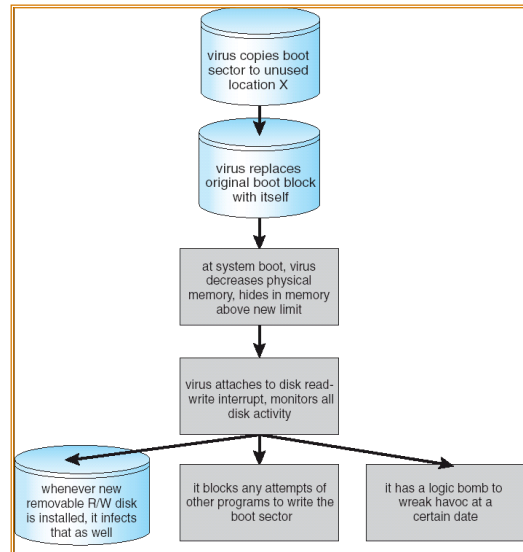 virus copies boot
sector to unused
location X
virus replaces
original boot block
with itself
at system boot, virus
decreases physical
memory, hides in memory
above new limit
virus attaches to disk read-
write interrupt, monitors all
disk activity
whenever new
removable R/W disk
is installed, it infects
that as well
it blocks any attempts of
other programs to write the
boot sector
it has a logic bomb to
wreak havoc at a
certain date